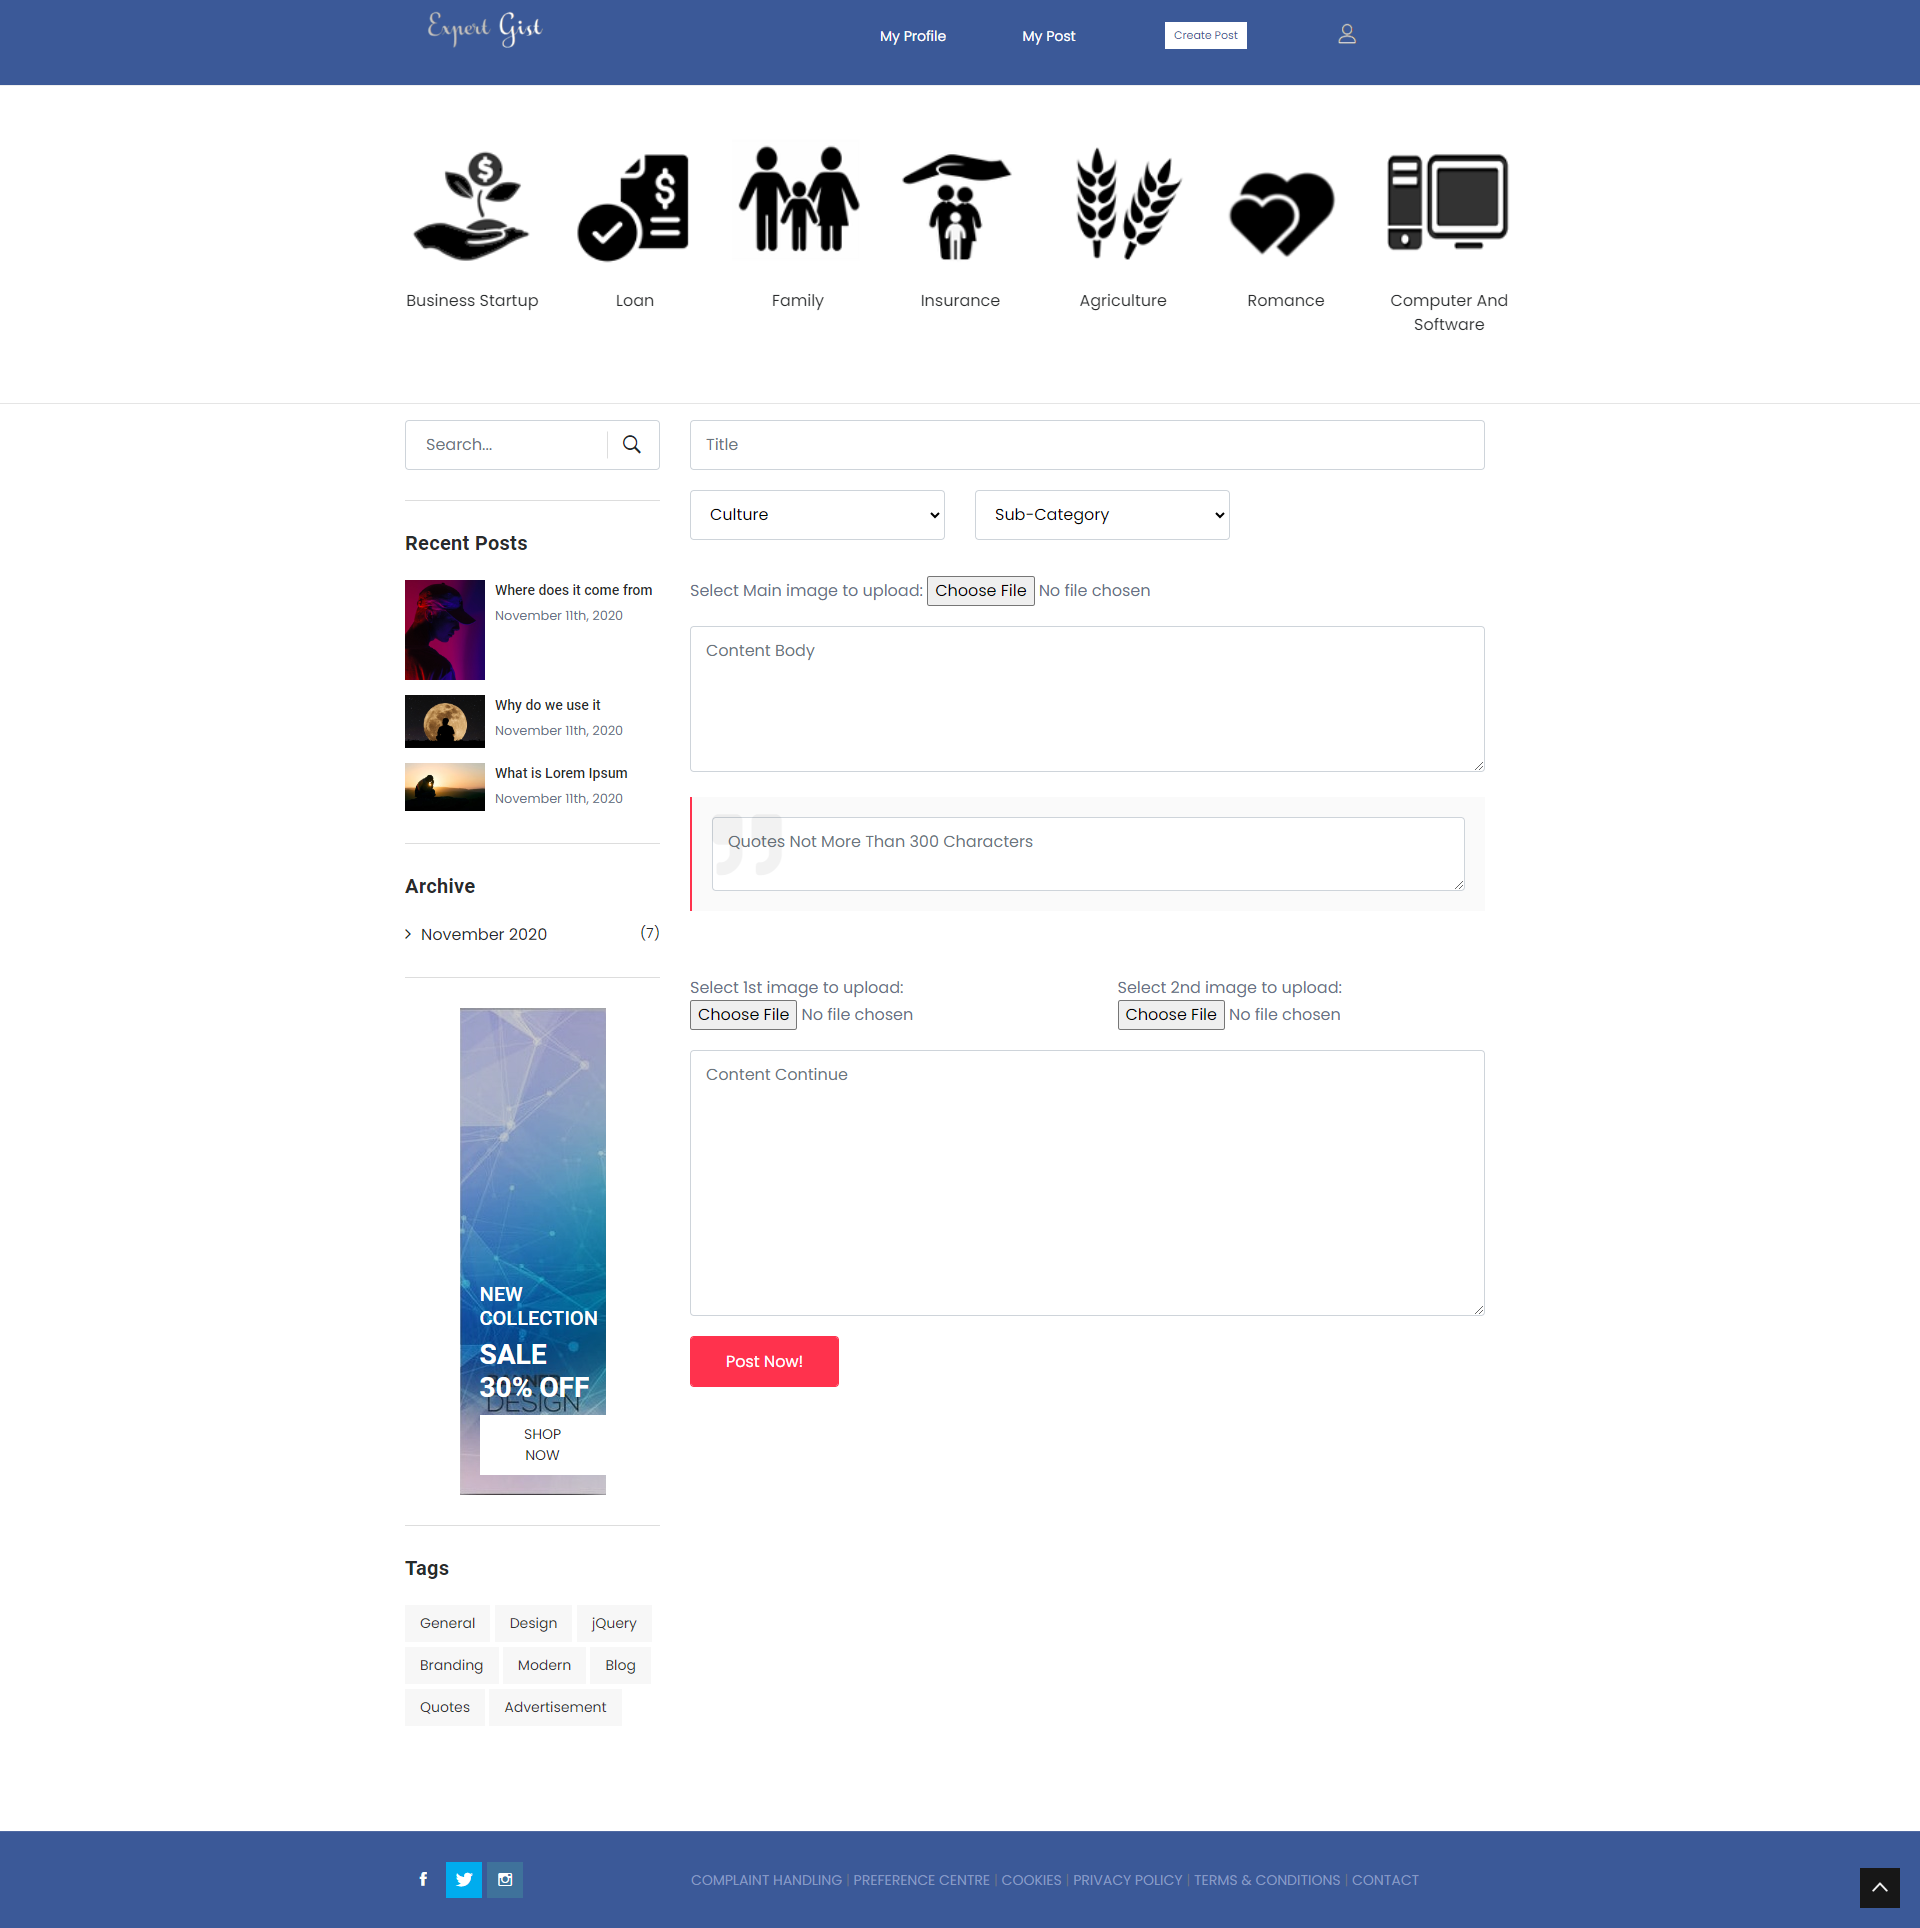 Expert Gist
My Profile
My Post
Create Post
$
$
Business Startup
Loan
Family
Insurance
Agriculture
Romance
Computer And
Software
Search...
Recent Posts
Where does it come from
November 11th, 2020
Why do we use it
November 11th, 2020
What is Lorem Ipsum
November 11th, 2020
Archive
November 2020
(7)
NEW
COLLECTION
SALE
30% OFF
DESIGN
SHOP
NOW
Tags
General
Design
jQuery
Branding
Modern
Blog
Quotes
Advertisement
Title
Culture
Sub-Category
Select Main image to upload: Choose File No file chosen
Content Body
Quotes Not More Than 300 Characters
Select 1st image to upload:
Choose File No file chosen
Select 2nd image to upload:
Choose File No file chosen
Content Continue
Post Now!
COMPLAINT HANDLING | PREFERENCE CENTRE | COOKIES | PRIVACY POLICY | TERMS & CONDITIONS | CONTACT